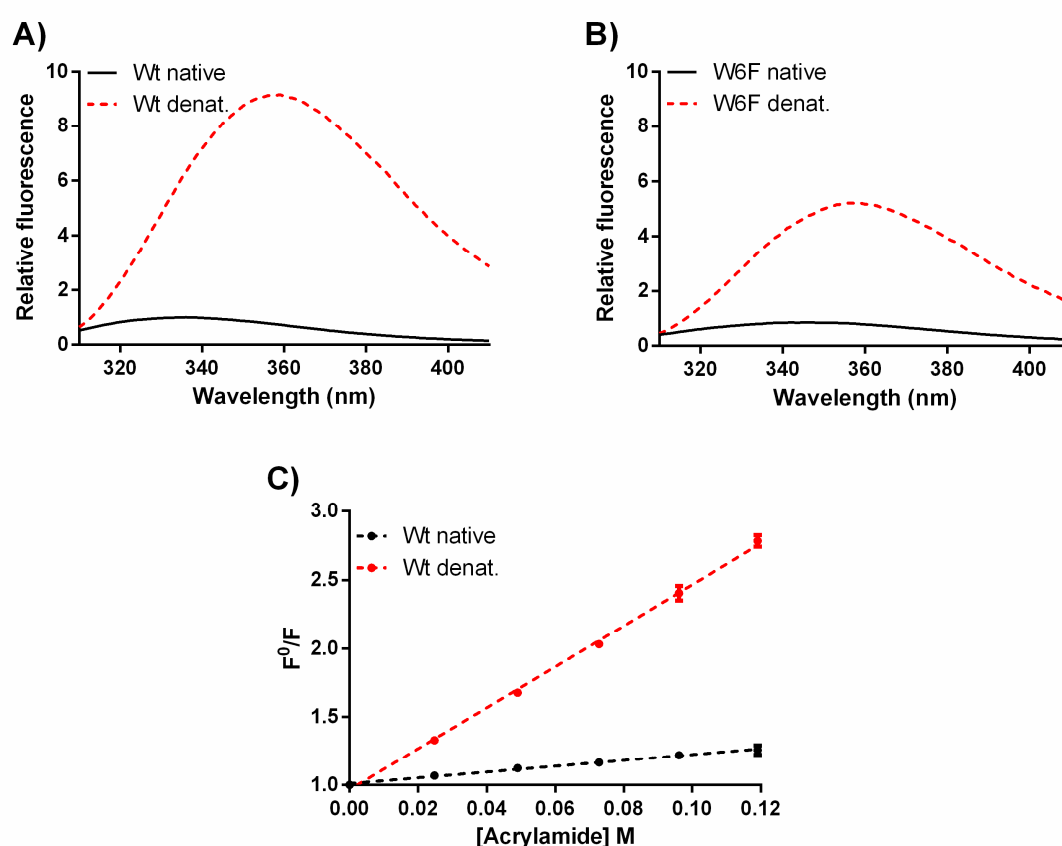 A)
Wt native
Wt denat.
10
8
6
4
2
0
Relative fluorescence
320 340 360 380 400
Wavelength (nm)
B)
W6F native
W6F denat.
10
8
6
4
2
0
Relative fluorescence
320 340 360 380 400
Wavelength (nm)
C)
Wt native
Wt denat.
3.0
2.5
2.0
1.5
1.0
F⁰/F
0.00 0.02 0.04 0.06 0.08 0.10 0.12
[Acrylamide] M